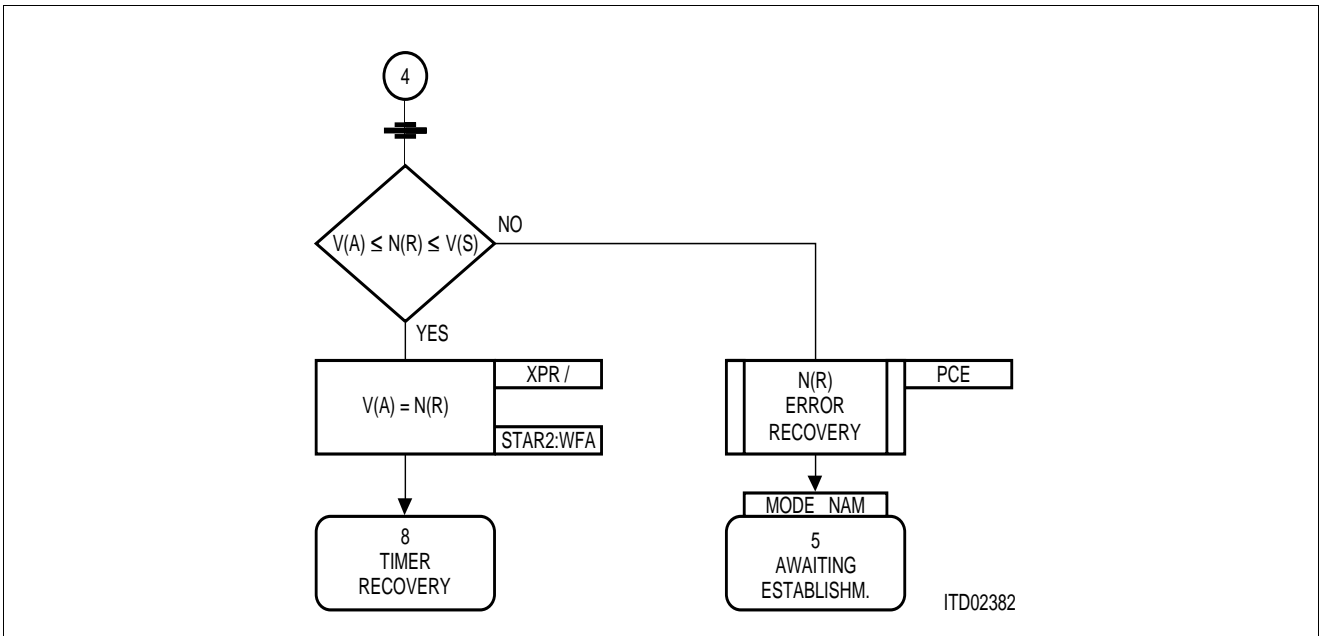 4
V(A) ≤ N(R) ≤ V(S)
NO
YES
V(A) = N(R)
XPR /
STAR2:WFA
N(R)
ERROR
RECOVERY
PCE
8
TIMER
RECOVERY
MODE NAM
5
AWAITING
ESTABLISHM.
ITD02382